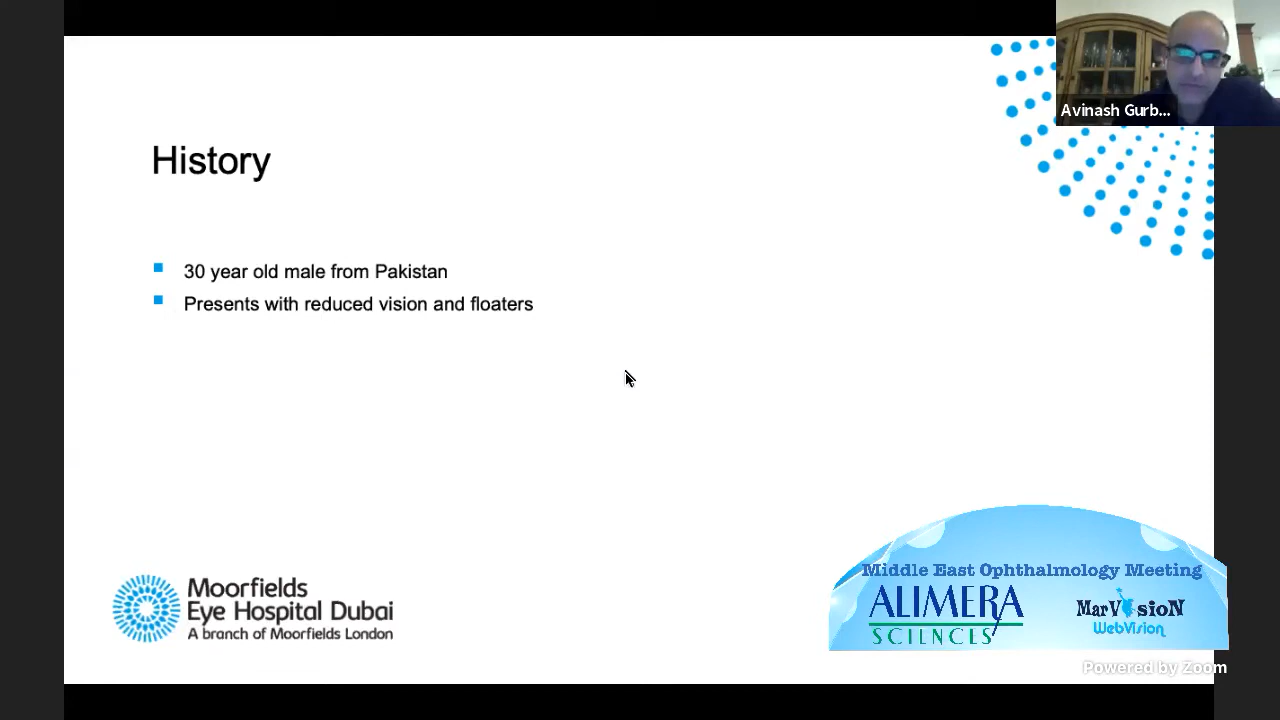 Avinash Gurb...
History
30 year old male from Pakistan
Presents with reduced vision and floaters
Moorfields
Eye Hospital Dubai
A branch of Moorfields London
Middle East Ophthalmology Meeting
ALIMERA
SCIENCES
MarVisioN
WebVision
Powered by Zoom